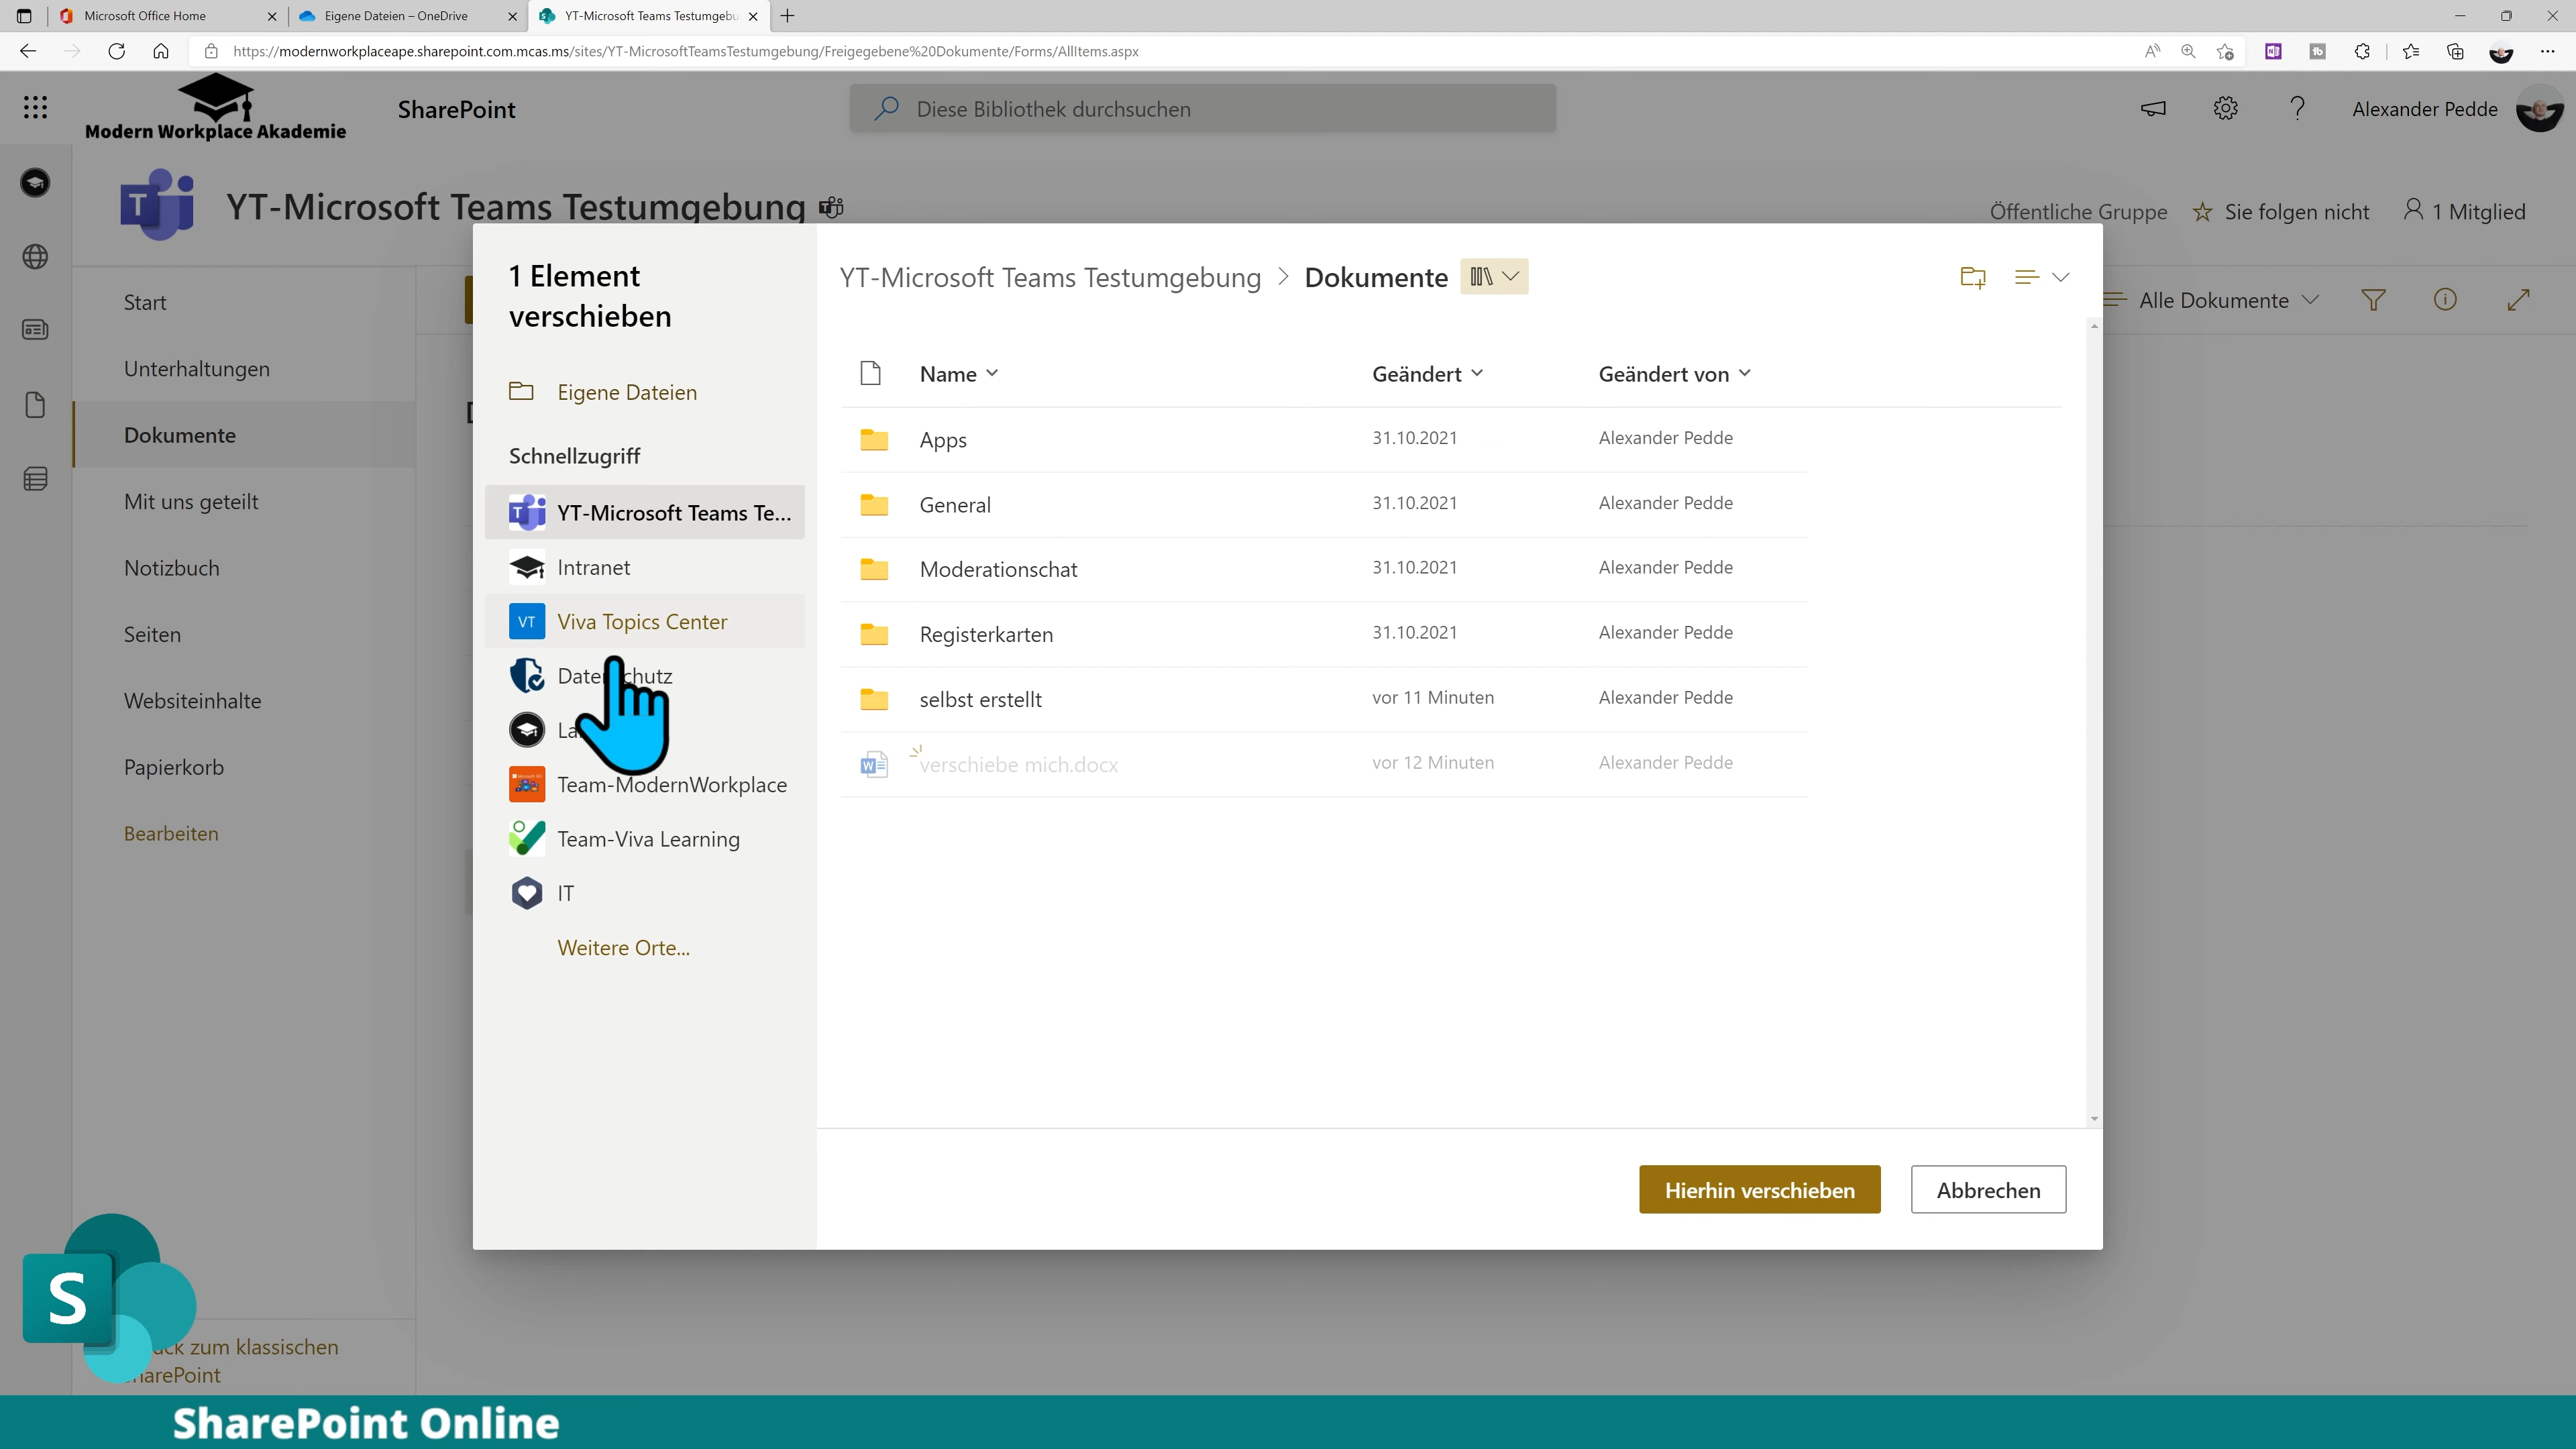 Microsoft Office Home
Eigene Dateien – OneDrive
YT-Microsoft Teams Testumgebu
https://modernworkplaceape.sharepoint.com.mcas.ms/sites/YT-MicrosoftTeamsTestumgebung/Freigegebene%20Dokumente/Forms/AllItems.aspx
Modern Workplace Akademie
SharePoint
Diese Bibliothek durchsuchen
Alexander Pedde
T
YT-Microsoft Teams Testumgebung
Öffentliche Gruppe
Sie folgen nicht
1 Mitglied
Start
Unterhaltungen
Dokumente
Mit uns geteilt
Notizbuch
Seiten
Websiteinhalte
Papierkorb
Bearbeiten
Alle Dokumente
1 Element
verschieben
Eigene Dateien
Schnellzugriff
YT-Microsoft Teams Te...
Intranet
VT Viva Topics Center
Team-ModernWorkplace
Team-Viva Learning
IT
Weitere Orte...
YT-Microsoft Teams Testumgebung > Dokumente
Name Geändert Geändert von
Apps 31.10.2021 Alexander Pedde
General 31.10.2021 Alexander Pedde
Moderationschat 31.10.2021 Alexander Pedde
Registerkarten 31.10.2021 Alexander Pedde
selbst erstellt vor 11 Minuten Alexander Pedde
verschiebe mich.docx vor 12 Minuten Alexander Pedde
Hierhin verschieben
Abbrechen
zum klassischen
S
SharePoint Online